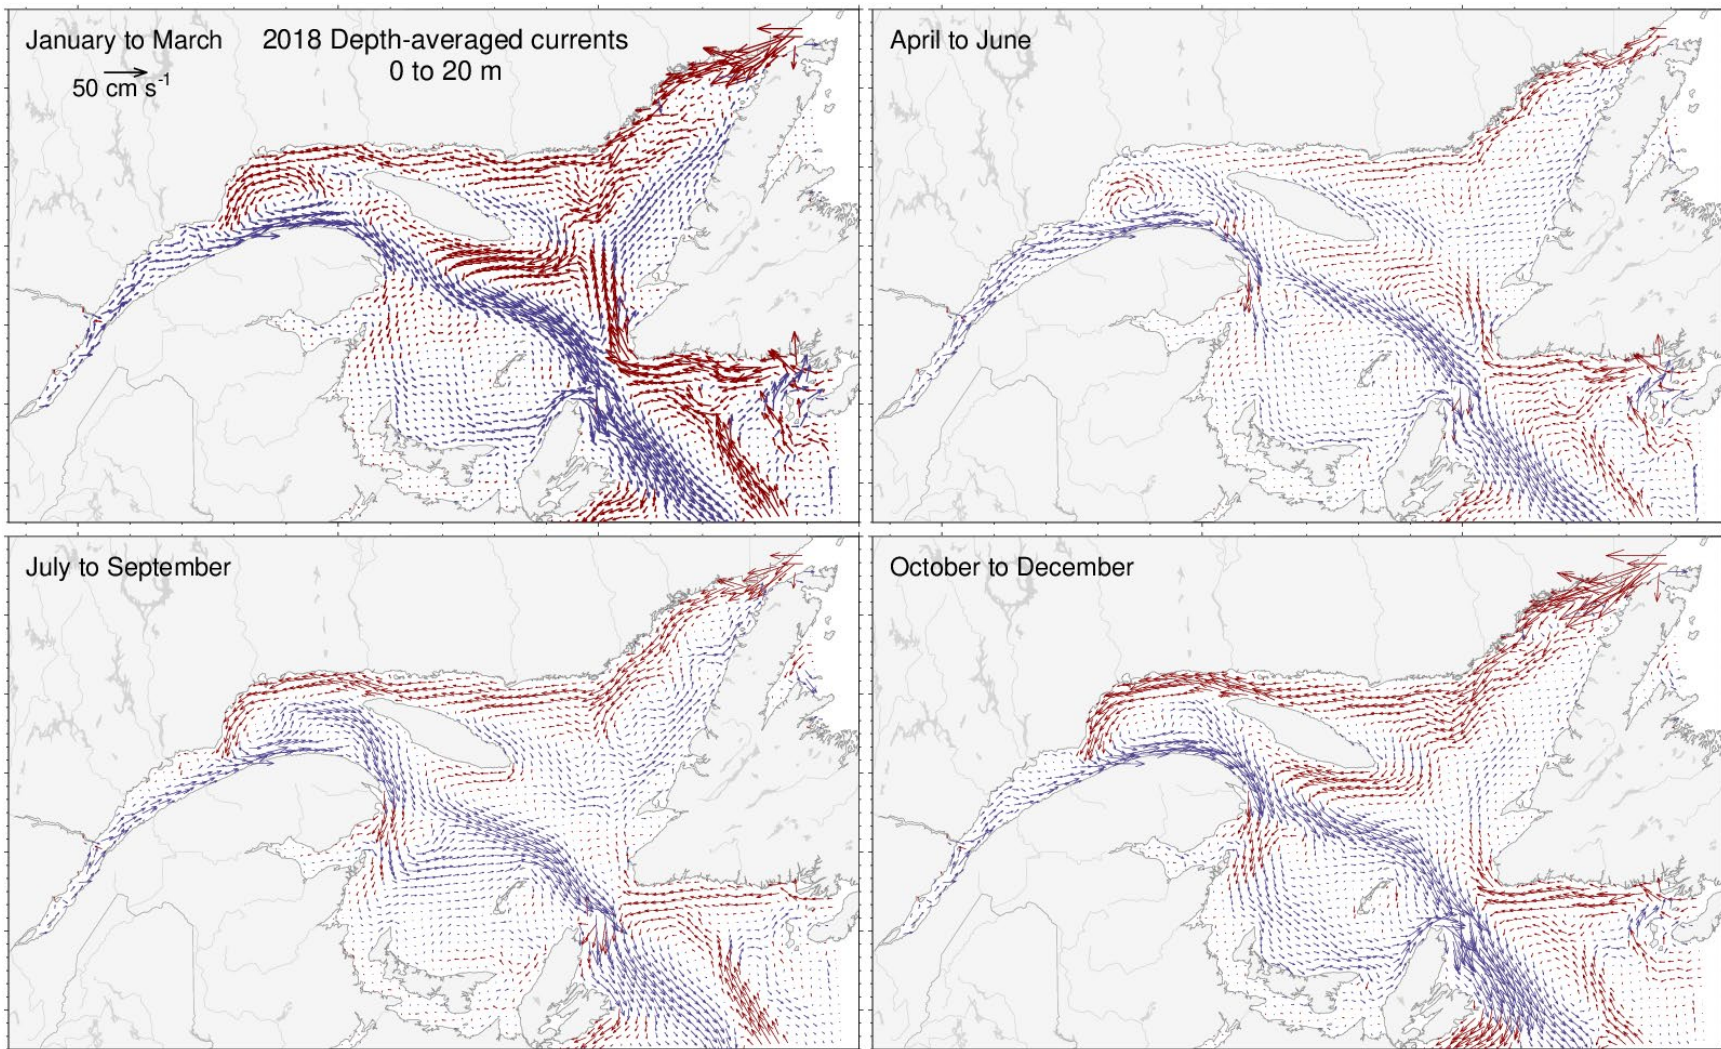 January to March
2018 Depth-averaged currents
0 to 20 m
50 cm s⁻¹
April to June
July to September
October to December